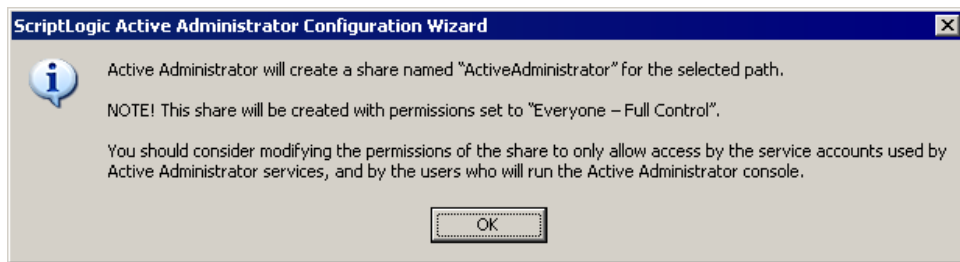 ScriptLogic Active Administrator Configuration Wizard
Active Administrator will create a share named “ActiveAdministrator” for the selected path.
NOTE! This share will be created with permissions set to “Everyone – Full Control”.
You should consider modifying the permissions of the share to only allow access by the service accounts used by
Active Administrator services, and by the users who will run the Active Administrator console.
OK